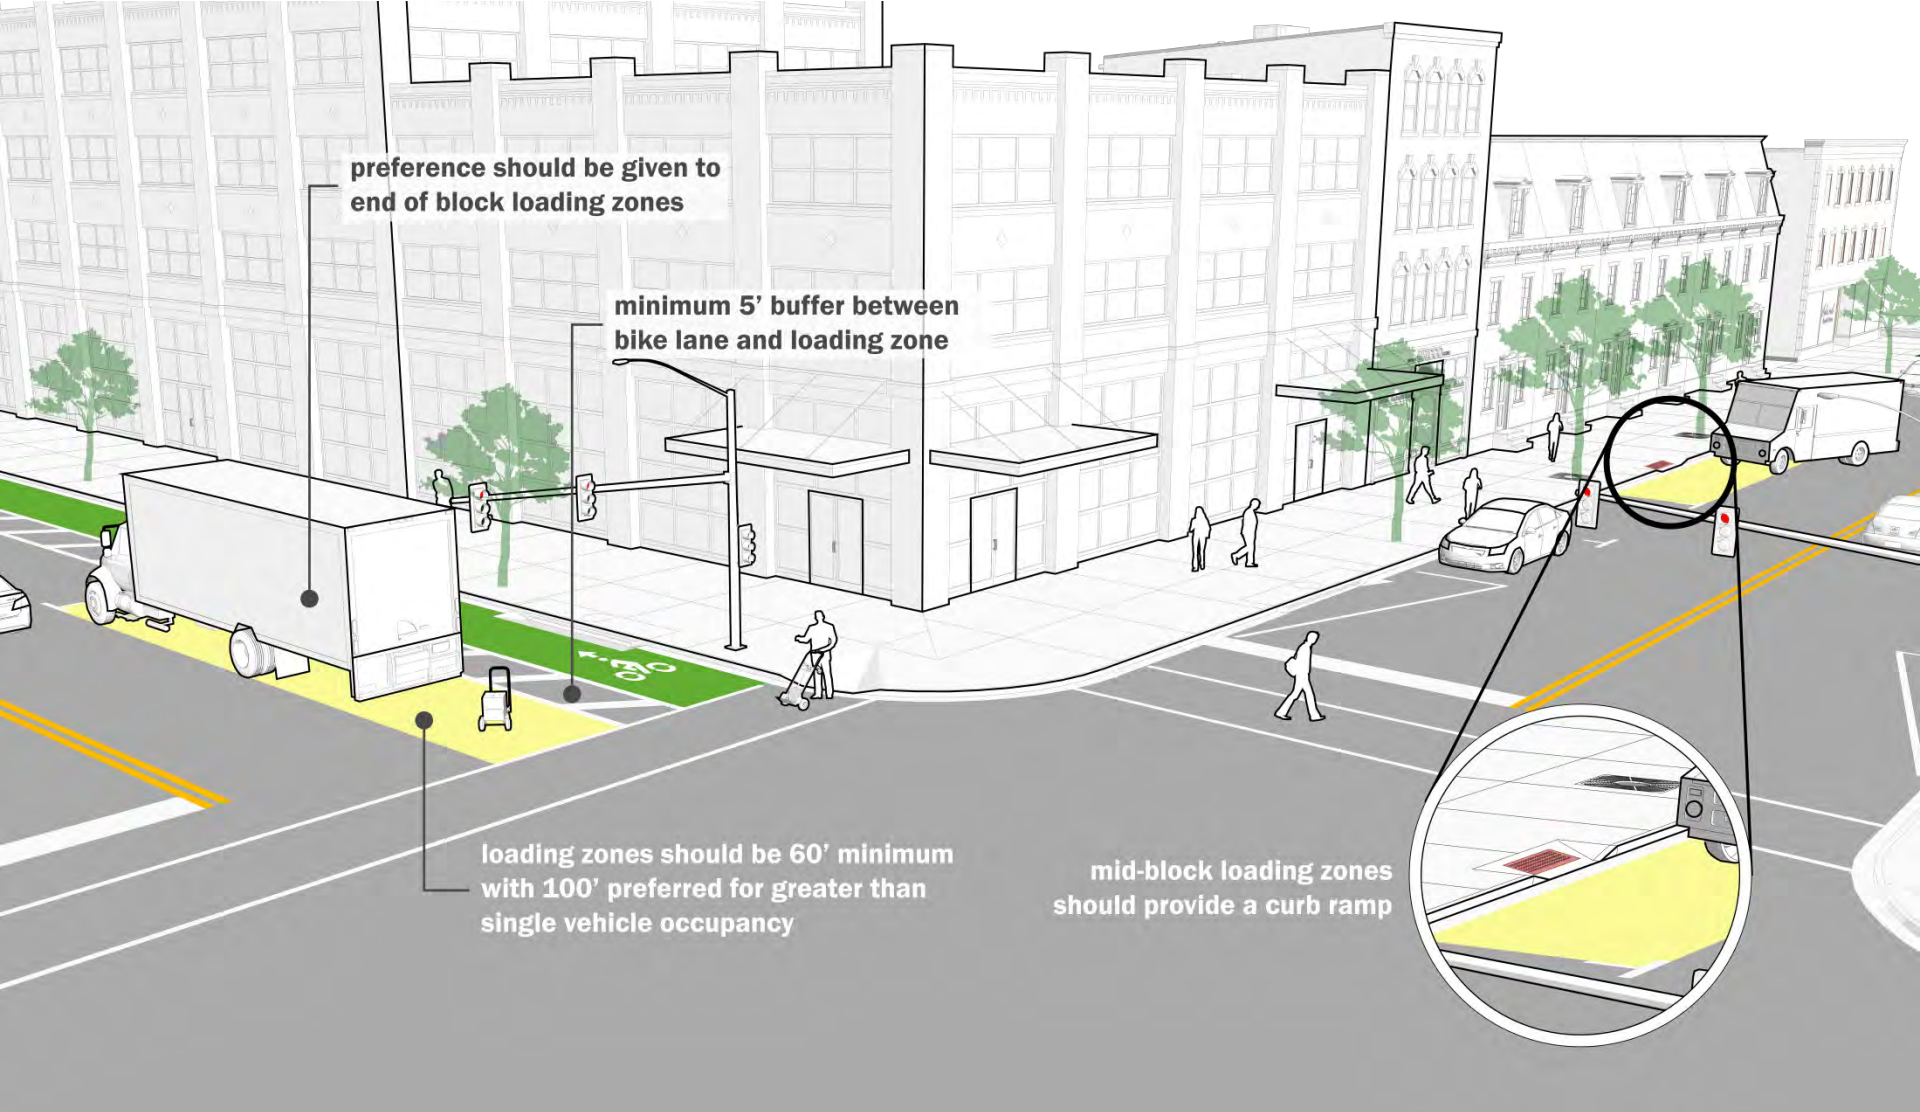 preference should be given to
end of block loading zones
minimum 5’ buffer between
bike lane and loading zone
loading zones should be 60’ minimum
with 100’ preferred for greater than
single vehicle occupancy
mid-block loading zones
should provide a curb ramp